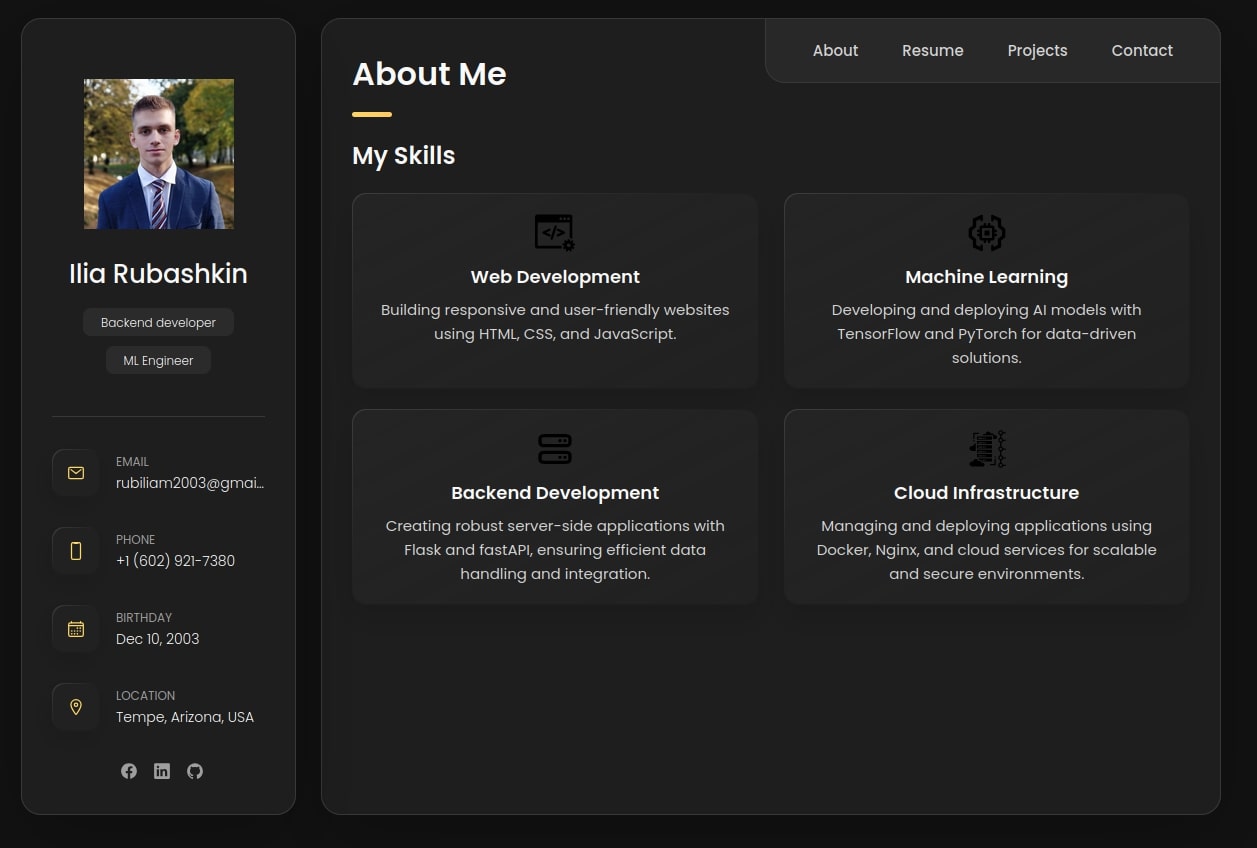 Ilia Rubashkin
Backend developer
ML Engineer
EMAIL
rubiliam2003@gmai...
PHONE
+1 (602) 921-7380
BIRTHDAY
Dec 10, 2003
LOCATION
Tempe, Arizona, USA
About
Resume
Projects
Contact
About Me
My Skills
Web Development
Building responsive and user-friendly websites
using HTML, CSS, and JavaScript.
Machine Learning
Developing and deploying AI models with
TensorFlow and PyTorch for data-driven
solutions.
Backend Development
Creating robust server-side applications with
Flask and fastAPI, ensuring efficient data
handling and integration.
Cloud Infrastructure
Managing and deploying applications using
Docker, Nginx, and cloud services for scalable
and secure environments.